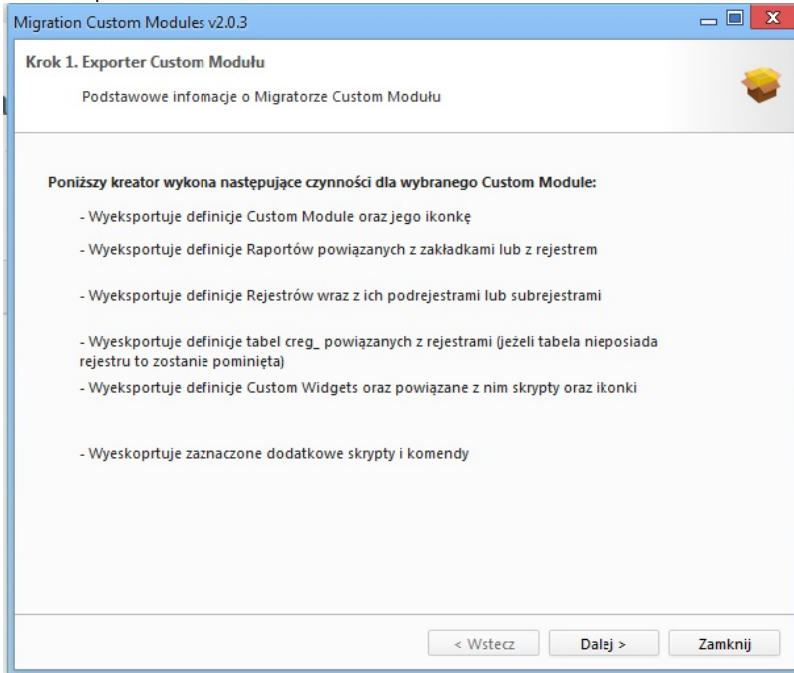 Migration Custom Modules v2.0.3
Krok 1. Exporter Custom Modułu
Podstawowe infomacje o Migratorze Custom Modułu
Poniższy kreator wykona następujące czynności dla wybranego Custom Module:
- Wyeksportuje definicje Custom Module oraz jego ikonkę
- Wyeksportuje definicje Raportów powiązanych z zakładkami lub z rejestrem
- Wyeksportuje definicje Rejestrów wraz z ich podrejestrami lub subrejestrami
- Wyeskportuje definicje tabel creg_ powiązanych z rejestrami (jeżeli tabela nieposiada
rejestru to zostanie pominięta)
- Wyeksportuje definicje Custom Widgets oraz powiązane z nim skrypty oraz ikonki
- Wyeskoprtuje zaznaczone dodatkowe skrypty i komendy
< Wstecz
Dalej >
Zamknij